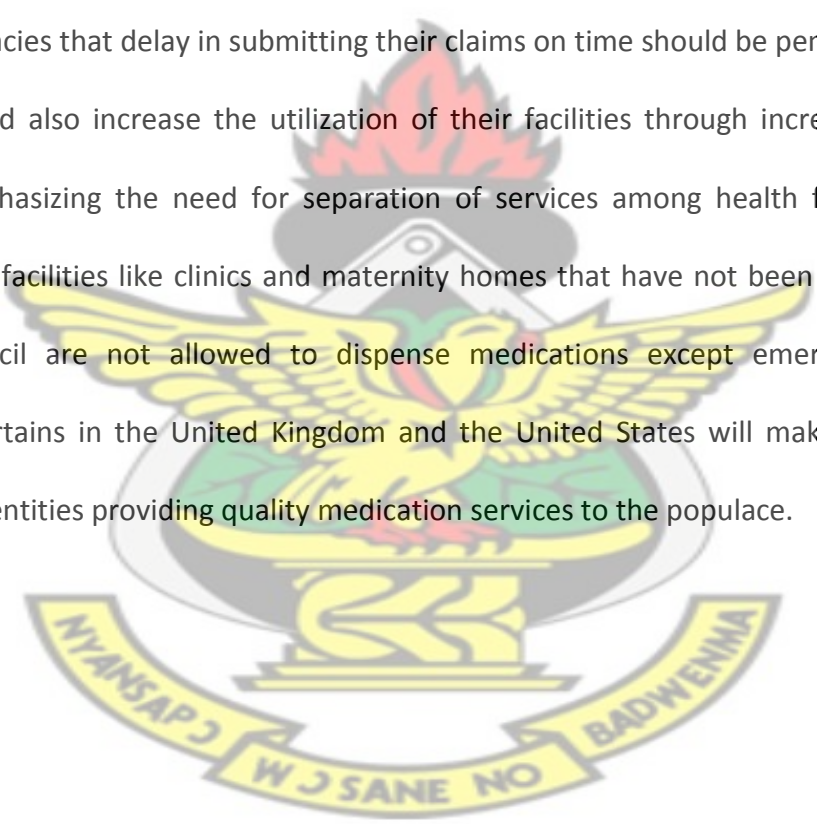 acies that delay in submitting their claims on time should be per
d also increase the utilization of their facilities through incre
hasizing the need for separation of services among health f
facilities like clinics and maternity homes that have not been
cil are not allowed to dispense medications except emer
rtains in the United Kingdom and the United States will mak
entities providing quality medication services to the populace.
NYANSAPƆ
WƆSANE NO
BADWENMA